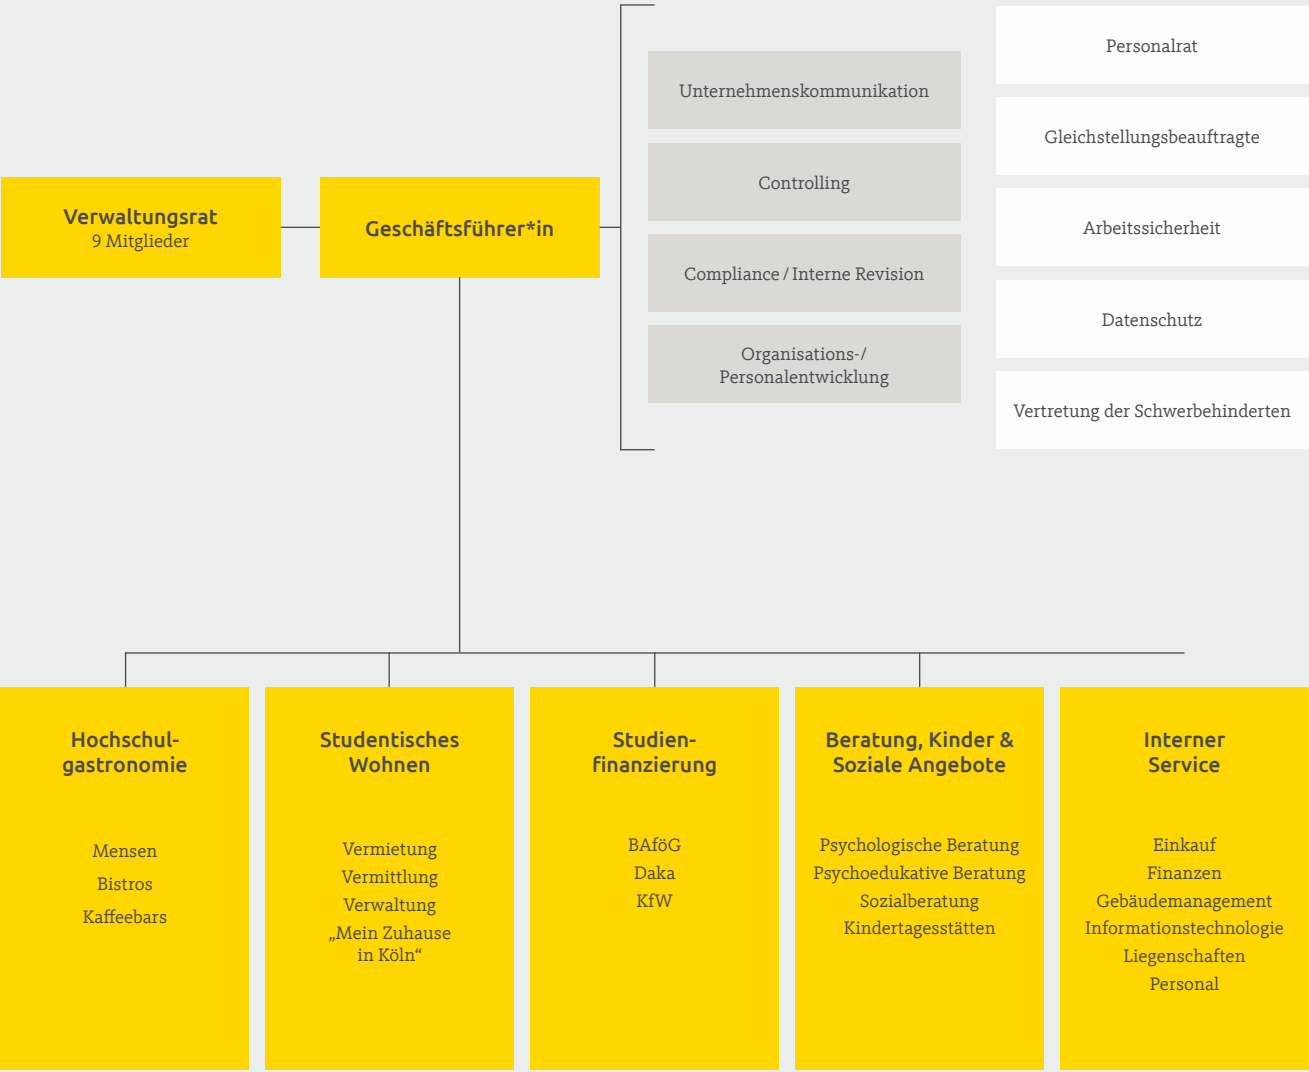 Verwaltungsrat
9 Mitglieder
Geschäftsführer*in
Unternehmenskommunikation
Controlling
Compliance / Interne Revision
Organisations-/
Personalentwicklung
Personalrat
Gleichstellungsbeauftragte
Arbeitssicherheit
Datenschutz
Vertretung der Schwerbehinderten
Hochschul-
gastronomie
Mensen
Bistros
Kaffeebars
Studentisches
Wohnen
Vermietung
Vermittlung
Verwaltung
„Mein Zuhause
in Köln“
Studien-
finanzierung
BAföG
Daka
KfW
Beratung, Kinder &
Soziale Angebote
Psychologische Beratung
Psychoedukative Beratung
Sozialberatung
Kindertagesstätten
Interner
Service
Einkauf
Finanzen
Gebäudemanagement
Informationstechnologie
Liegenschaften
Personal